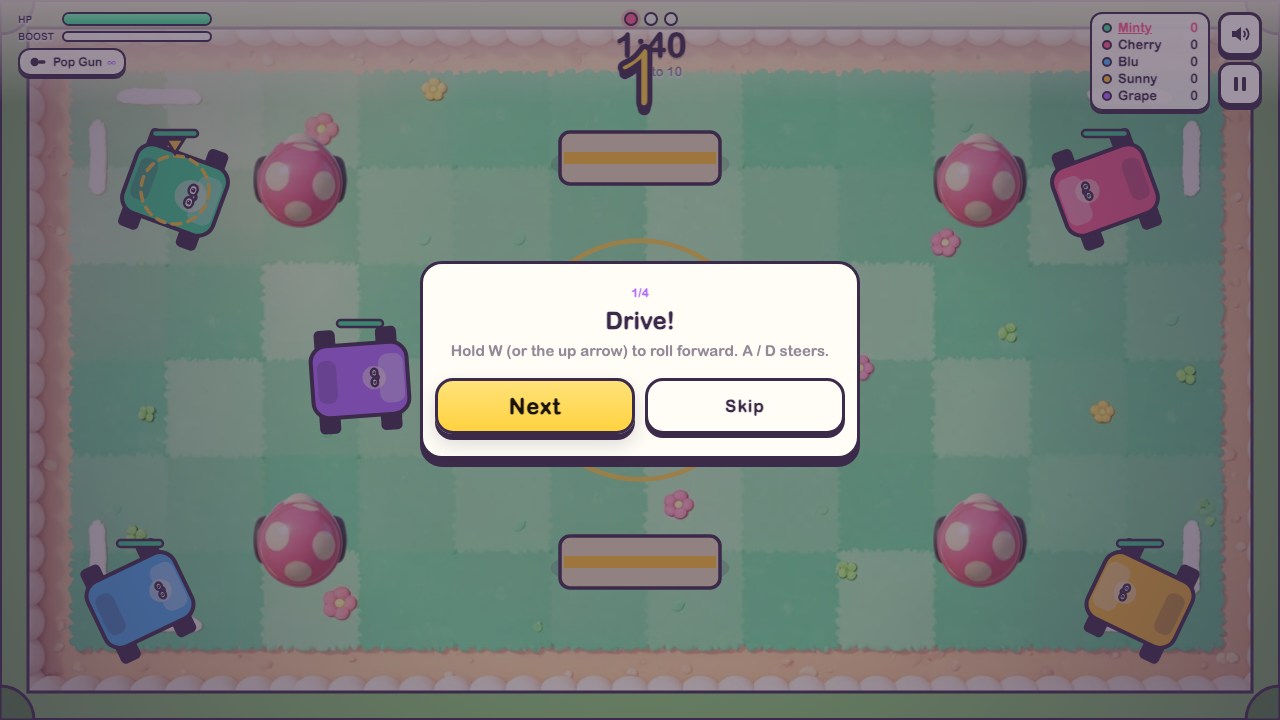 HP
BOOST
Pop Gun ∞
1:40
1
to 10
Minty 0
Cherry 0
Blu 0
Sunny 0
Grape 0
1/4
Drive!
Hold W (or the up arrow) to roll forward. A / D steers.
Next
Skip